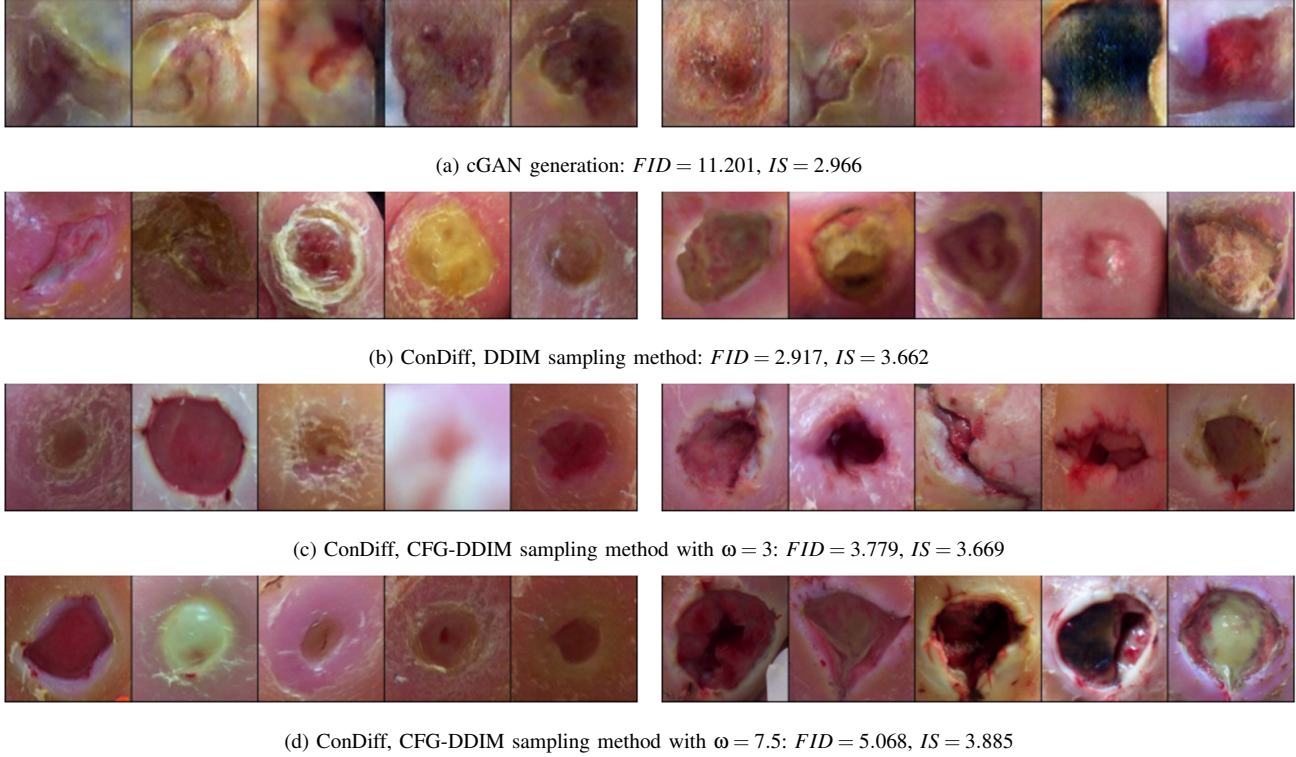 (a) cGAN generation: FID = 11.201, IS = 2.966
(b) ConDiff, DDIM sampling method: FID = 2.917, IS = 3.662
(c) ConDiff, CFG-DDIM sampling method with ω = 3: FID = 3.779, IS = 3.669
(d) ConDiff, CFG-DDIM sampling method with ω = 7.5: FID = 5.068, IS = 3.885